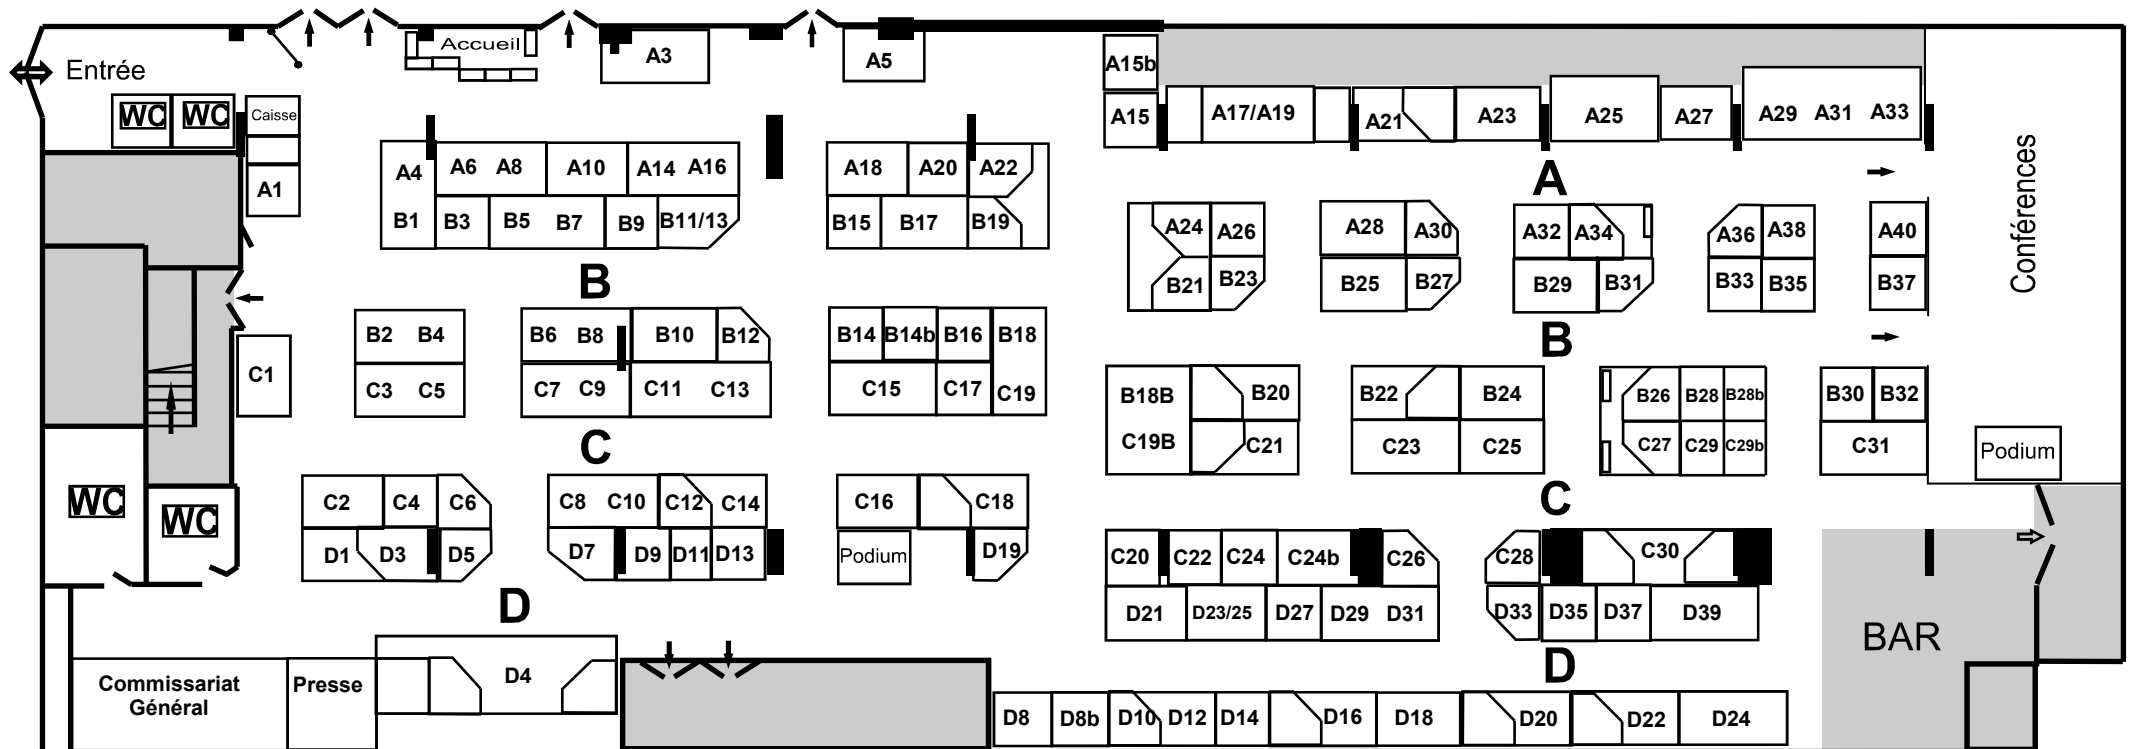 Entrée
Accueil
A3
A5
A15b
WC WC
Caisse
A15
A17/A19
A21
A23
A25
A27
A29 A31 A33
A1
A4
A6 A8
A10
A14 A16
A18
A20
A22
A
Conférences
B1
B3
B5 B7
B9
B11/13
B15
B17
B19
A24
A26
A28
A30
A32
A34
A36
A38
A40
B
B21
B23
B25
B27
B29
B31
B33
B35
B37
B2 B4
B6 B8
B10
B12
B14
B14b
B16
B18
B
C1
C3 C5
C7 C9
C11 C13
C15
C17
C19
B18B
B20
B22
B24
B26
B28
B28b
B30
B32
C
C19B
C21
C23
C25
C27
C29
C29b
C31
Podium
WC
WC
C2
C4
C6
C8 C10
C12
C14
C16
C18
C
D1
D3
D5
D7
D9
D11
D13
Podium
D19
C20
C22
C24
C24b
C26
C28
C30
D
D21
D23/25
D27
D29 D31
D33
D35
D37
D39
BAR
D
Commissariat
Général
Presse
D4
D8
D8b
D10
D12
D14
D16
D18
D20
D22
D24